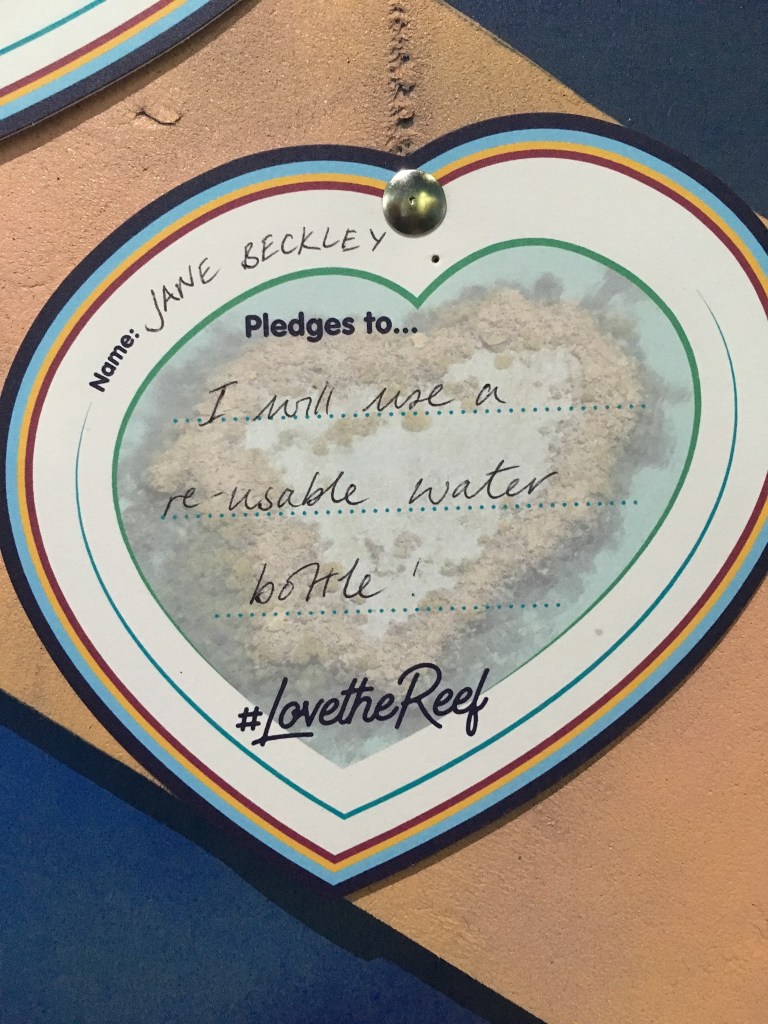 Name: JANE BECKLEY
Pledges to...
I will use a
re-usable water
bottle!
#LovetheReef